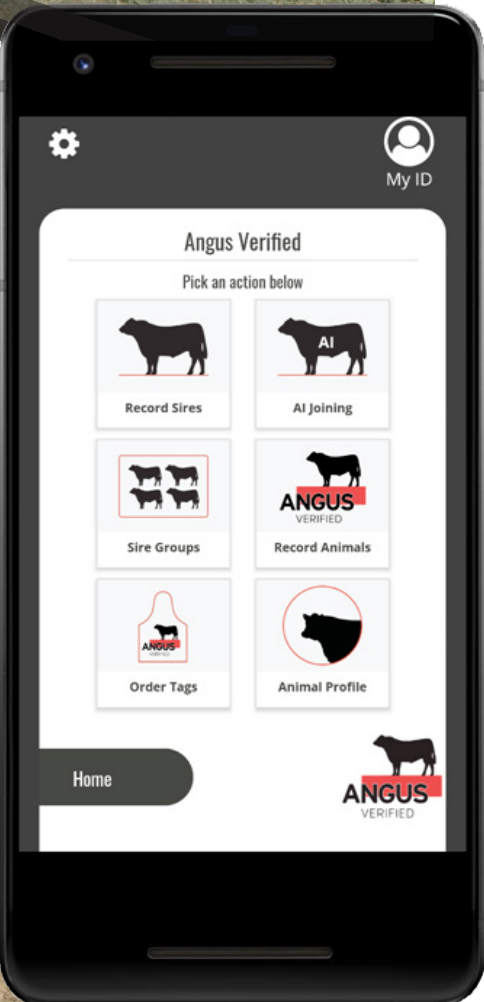 My ID
Angus Verified
Pick an action below
AI
Record Sires
AI Joining
ANGUS
VERIFIED
Sire Groups
Record Animals
ANGUS
VERIFIED
Order Tags
Animal Profile
Home
ANGUS
VERIFIED